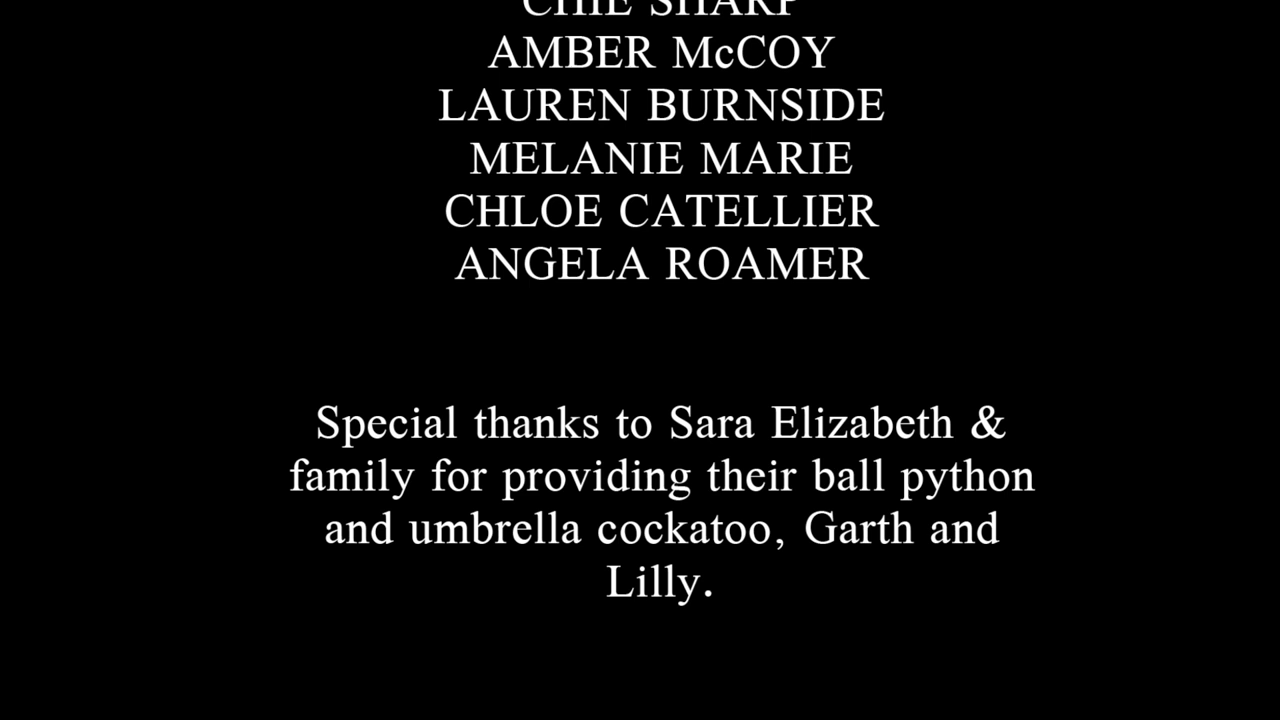 CHIE SHARP
AMBER McCOY
LAUREN BURNSIDE
MELANIE MARIE
CHLOE CATELLIER
ANGELA ROAMER
Special thanks to Sara Elizabeth &
family for providing their ball python
and umbrella cockatoo, Garth and
Lilly.